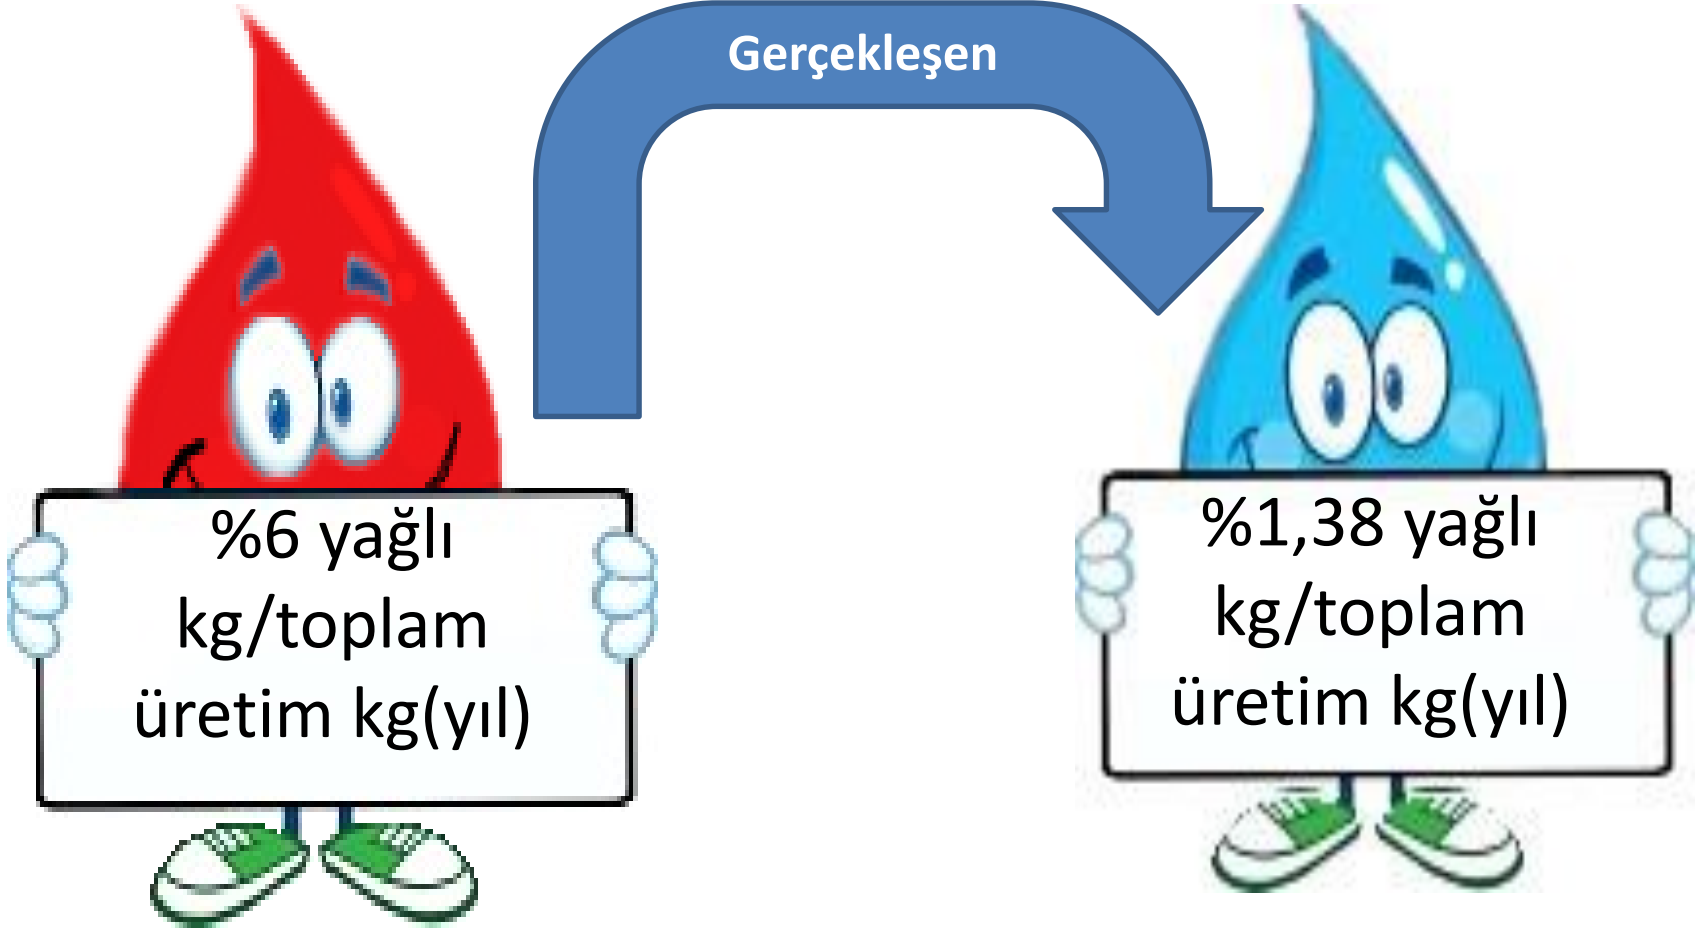 Gerçekleşen
%6 yağlı
kg/toplam
üretim kg(yıl)
%1,38 yağlı
kg/toplam
üretim kg(yıl)